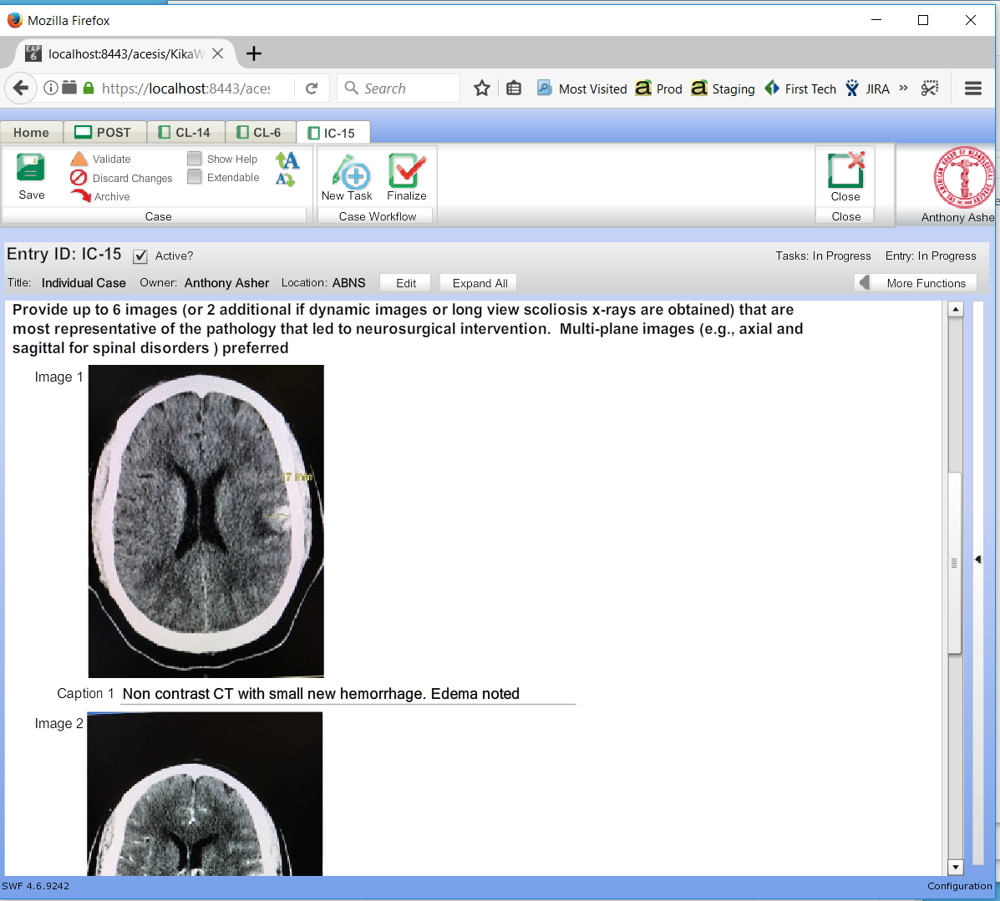 Mozilla Firefox
localhost:8443/acesis/KikaW
https://localhost:8443/aces
Search
Most Visited
Prod
Staging
First Tech
JIRA
Home
POST
CL-14
CL-6
IC-15
Save
Validate
Discard Changes
Archive
Show Help
Extendable
Case
New Task
Finalize
Case Workflow
Close
Close
Anthony Ashe
Entry ID: IC-15
Active?
Tasks: In Progress
Entry: In Progress
Title: Individual Case
Owner: Anthony Asher
Location: ABNS
Edit
Expand All
More Functions
Provide up to 6 images (or 2 additional if dynamic images or long view scoliosis x-rays are obtained) that are
most representative of the pathology that led to neurosurgical intervention.  Multi-plane images (e.g., axial and
sagittal for spinal disorders ) preferred
Image 1
Caption 1 Non contrast CT with small new hemorrhage. Edema noted
Image 2
SWF 4.6.9242
Configuration